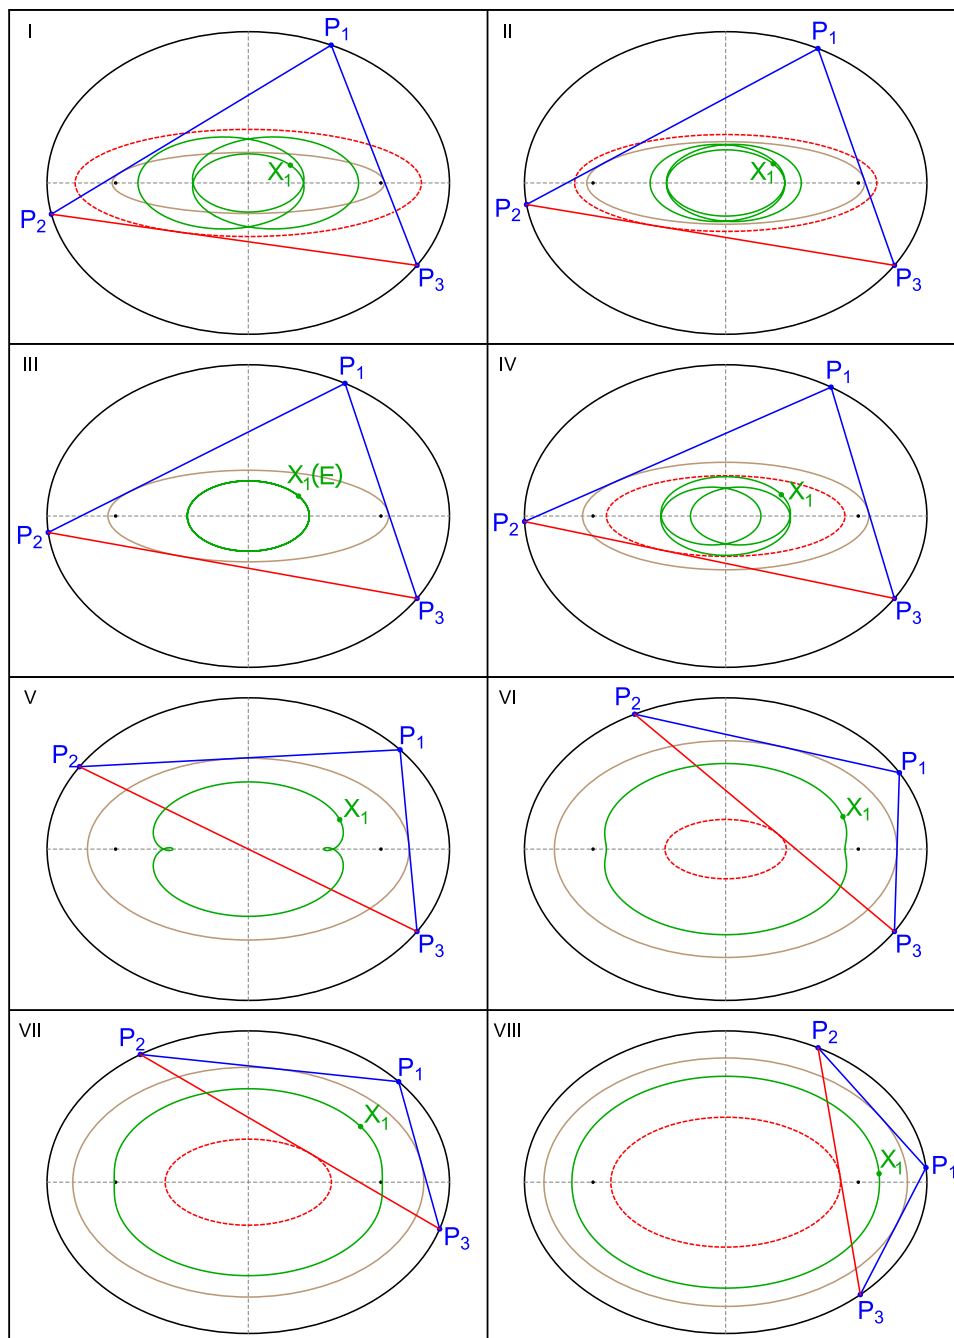 I
P₁
X₁
P₂
P₃
II
P₁
X₁
P₂
P₃
III
P₁
X₁(E)
P₂
P₃
IV
P₁
X₁
P₂
P₃
V
P₂
P₁
X₁
P₃
VI
P₂
P₁
X₁
P₃
VII
P₂
P₁
X₁
P₃
VIII
P₂
X₁
P₁
P₃